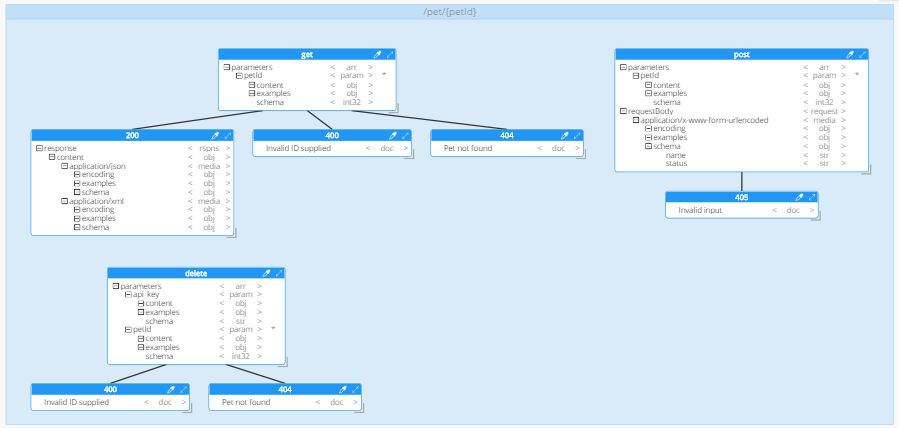 /pet/{petId}
get
parameters < arr >
petId < param > *
content < obj >
examples < obj >
schema < int32 >
200
response < rspns >
content < obj >
application/json < media >
encoding < obj >
examples < obj >
schema < obj >
application/xml < media >
encoding < obj >
examples < obj >
schema < obj >
400
Invalid ID supplied < doc >
404
Pet not found < doc >
post
parameters < arr >
petId < param > *
content < obj >
examples < obj >
schema < int32 >
requestBody < request >
application/x-www-form-urlencoded < media >
encoding < obj >
examples < obj >
schema < obj >
name < str >
status < str >
405
Invalid input < doc >
delete
parameters < arr >
api_key < param >
content < obj >
examples < obj >
schema < str >
petId < param > *
content < obj >
examples < obj >
schema < int32 >
400
Invalid ID supplied < doc >
404
Pet not found < doc >